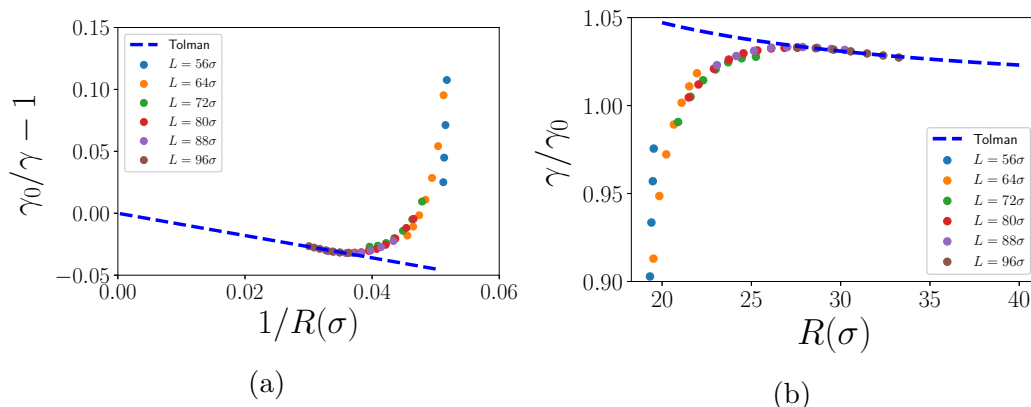 0.15
0.10
0.05
0.00
−0.05
γ₀/γ − 1
Tolman
L = 56σ
L = 64σ
L = 72σ
L = 80σ
L = 88σ
L = 96σ
0.00 0.02 0.04 0.06
1/R(σ)
(a)
1.05
1.00
0.95
0.90
γ/γ₀
Tolman
L = 56σ
L = 64σ
L = 72σ
L = 80σ
L = 88σ
L = 96σ
20 25 30 35 40
R(σ)
(b)